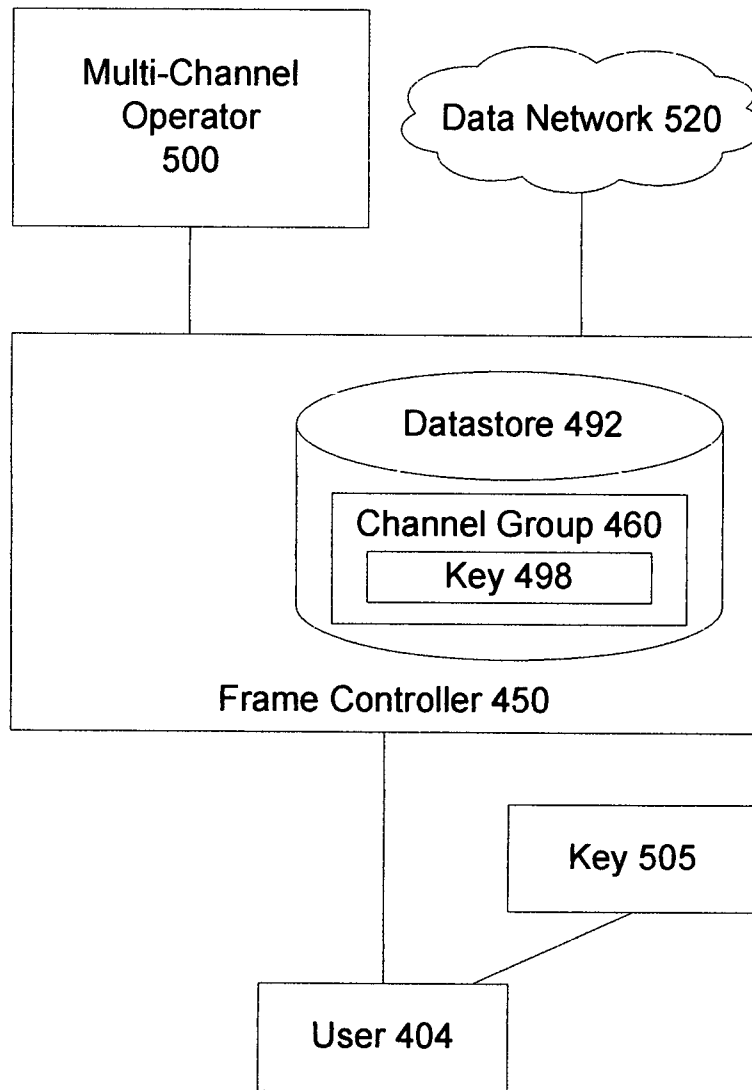 Multi-Channel
Operator
500
Data Network 520
Datastore 492
Channel Group 460
Key 498
Frame Controller 450
Key 505
User 404